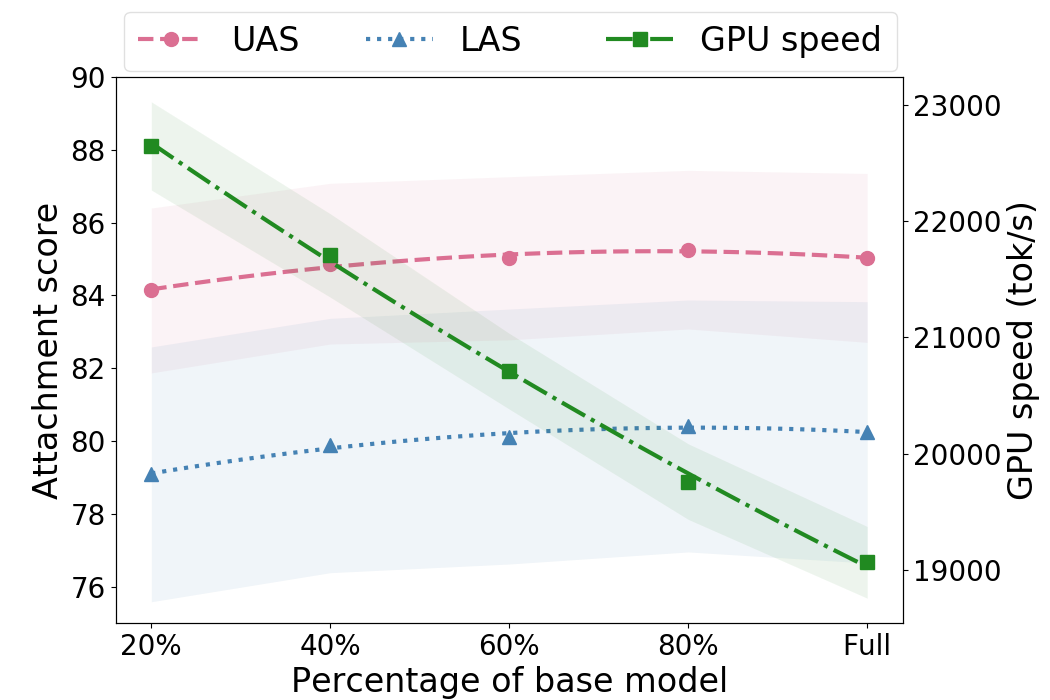 UAS LAS GPU speed
90
88
86
84
82
80
78
76
Attachment score
23000
22000
21000
20000
19000
GPU speed (tok/s)
20% 40% 60% 80% Full
Percentage of base model